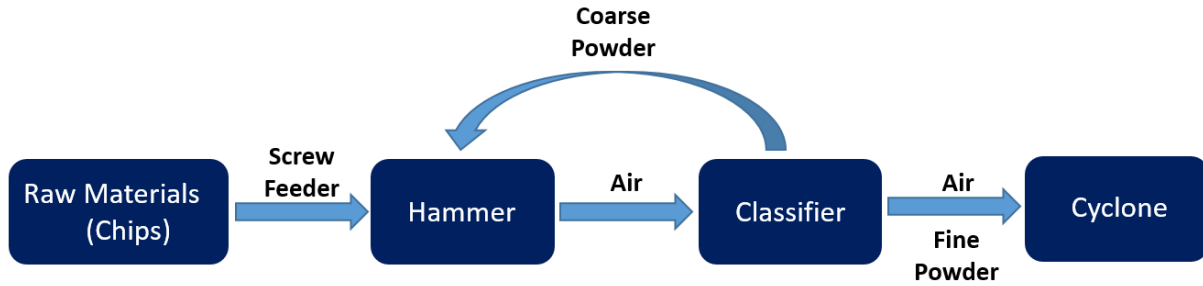 Coarse
Powder
Screw
Feeder
Air
Air
Raw Materials
(Chips)
Hammer
Classifier
Cyclone
Fine
Powder